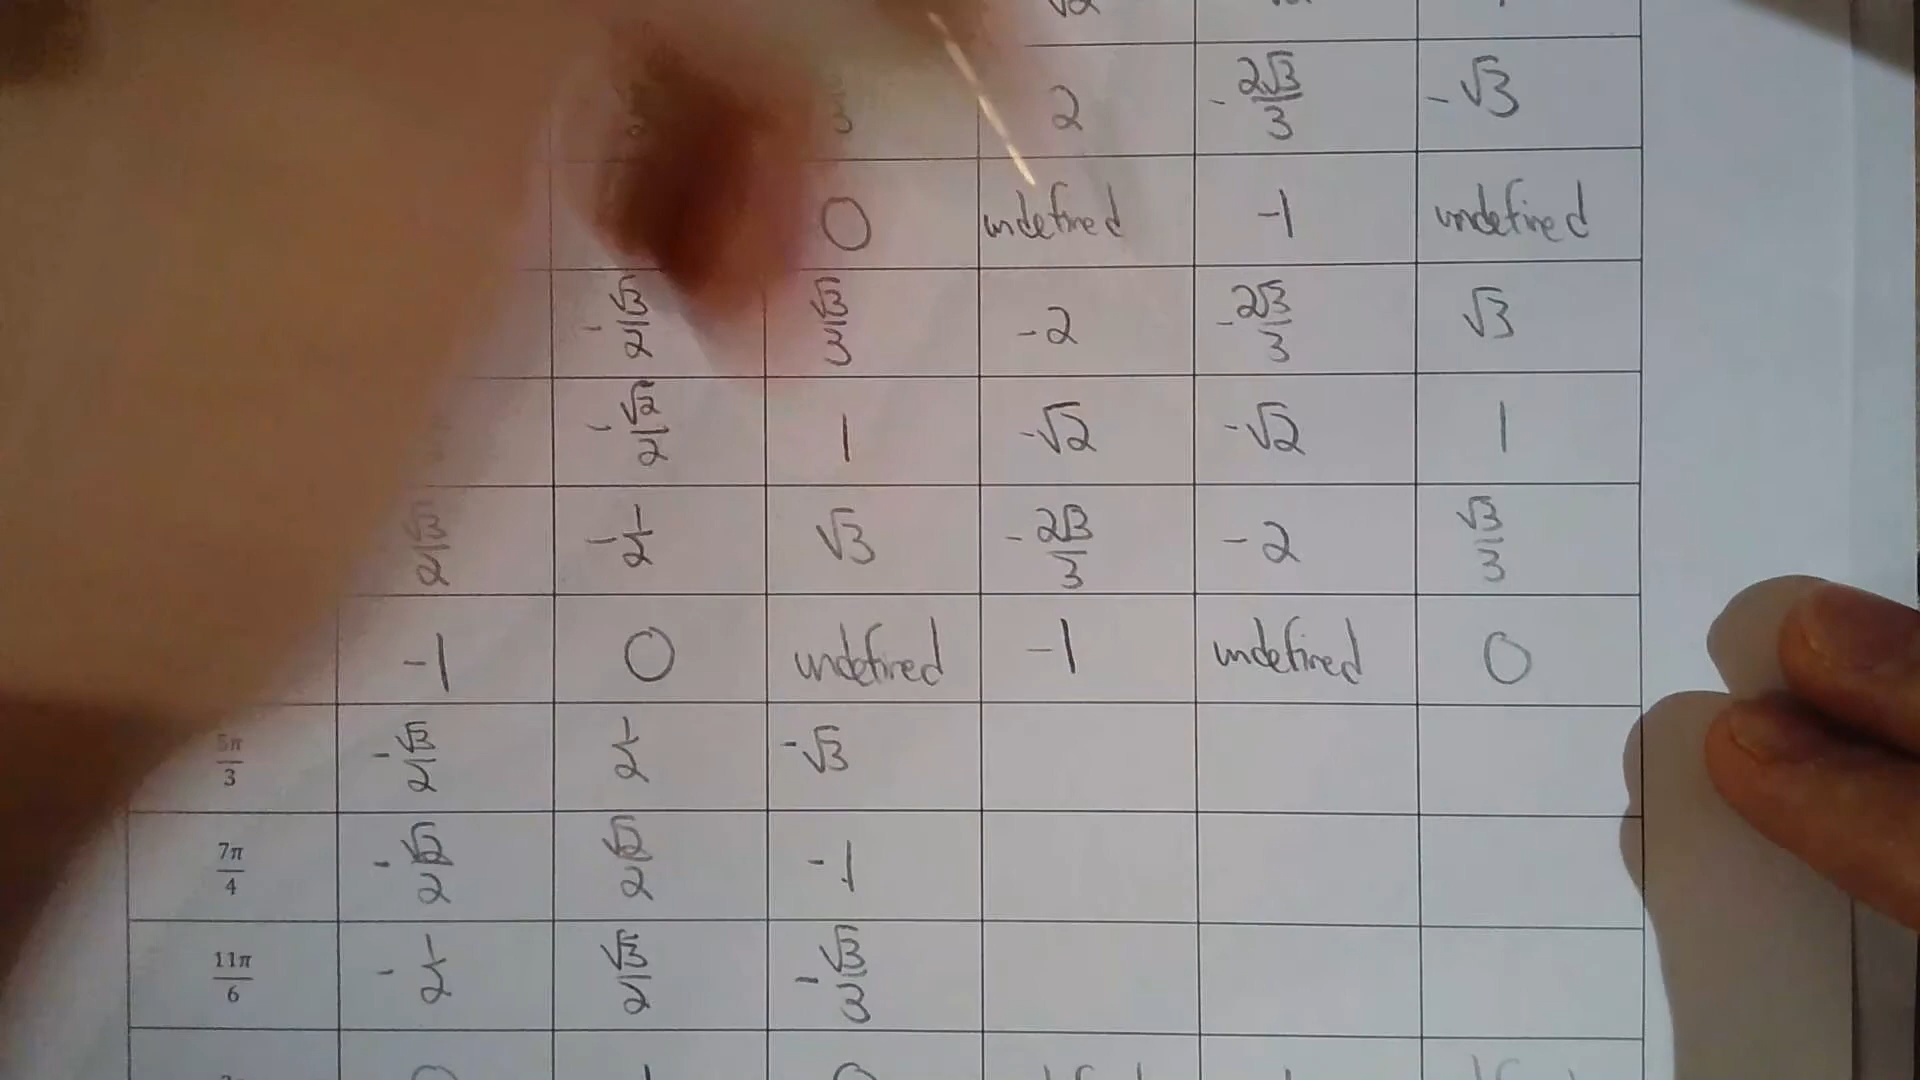 2 -2√3/3 -√3
0 undefined -1 undefined
√3/3 -2 -2√3/3 √3
-√2/2 1 -√2 -√2 1
√3/2 -1/2 √3 -2√3/3 -2 √3/3
-1 0 undefined -1 undefined 0
5π/3 -√3/2 1/2 -√3
7π/4 -√2/2 √2/2 -1
11π/6 -1/2 √3/2 -√3/3